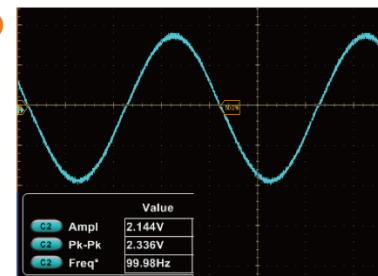 Value
C2 Ampl 2.144V
C2 Pk-Pk 2.336V
C2 Freq* 99.98Hz